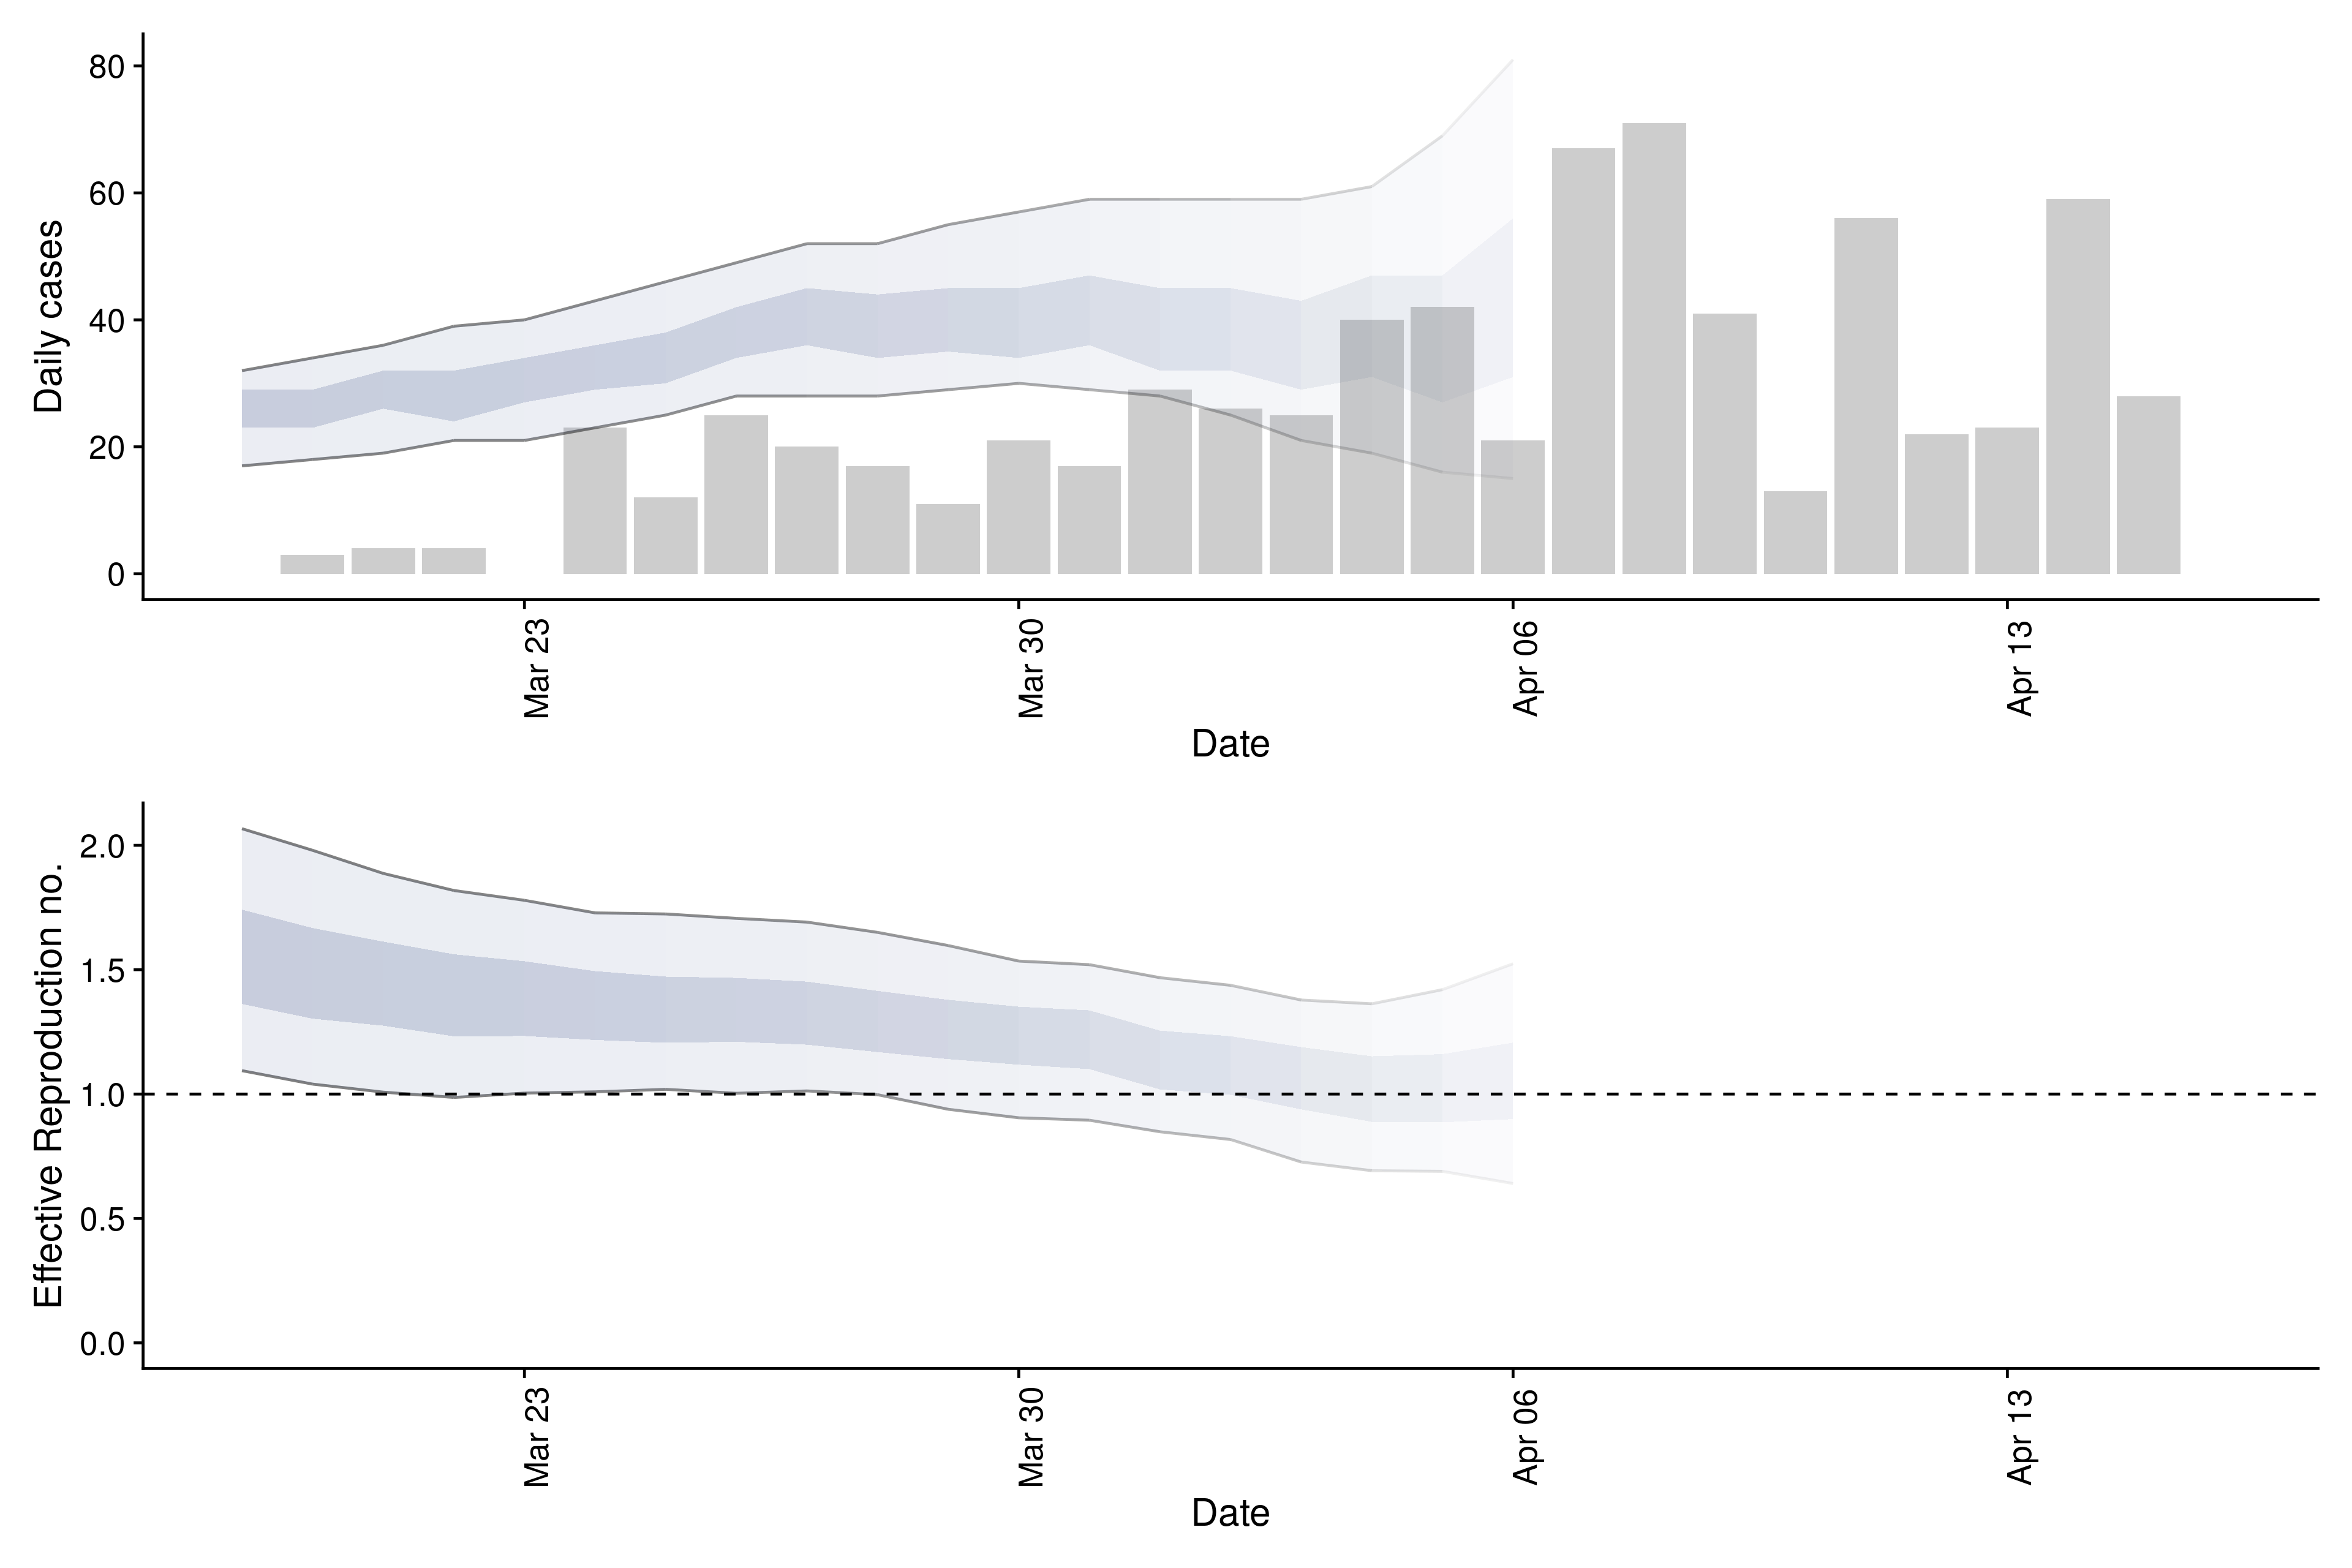 Daily cases
80
60
40
20
0
Mar 23
Mar 30
Apr 06
Apr 13
Date
Effective Reproduction no.
2.0
1.5
1.0
0.5
0.0
Mar 23
Mar 30
Apr 06
Apr 13
Date